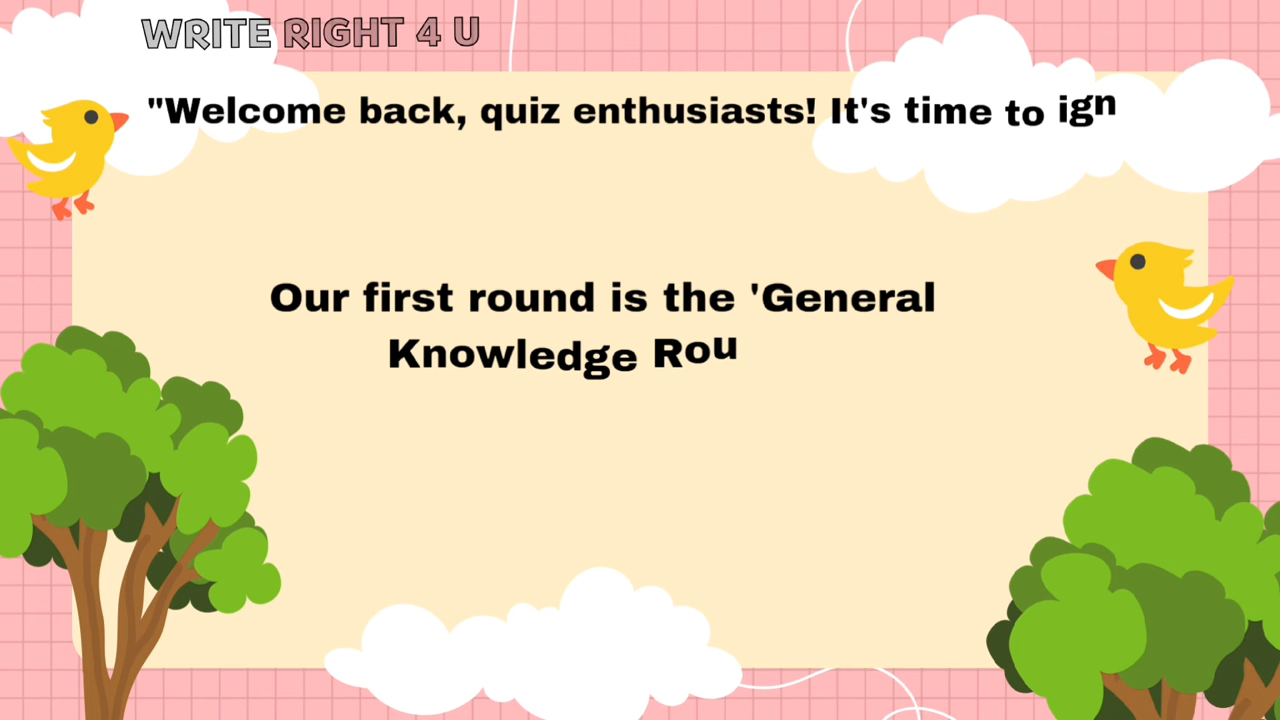 WRITE RIGHT 4 U
"Welcome back, quiz enthusiasts! It's time to ign
Our first round is the 'General
Knowledge Rou